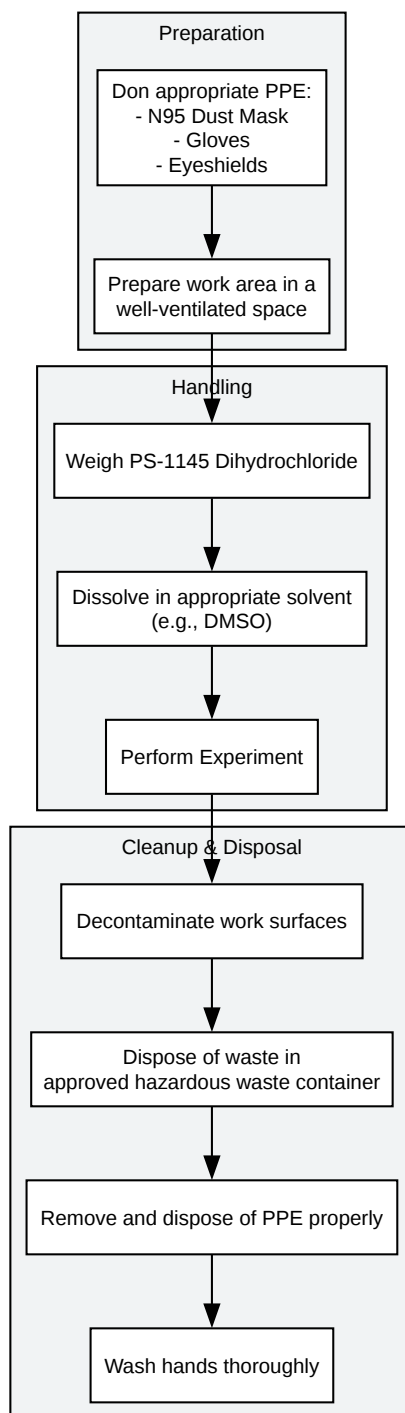 Preparation
Don appropriate PPE:
- N95 Dust Mask
- Gloves
- Eyeshields
Prepare work area in a
well-ventilated space
Handling
Weigh PS-1145 Dihydrochloride
Dissolve in appropriate solvent
(e.g., DMSO)
Perform Experiment
Cleanup & Disposal
Decontaminate work surfaces
Dispose of waste in
approved hazardous waste container
Remove and dispose of PPE properly
Wash hands thoroughly